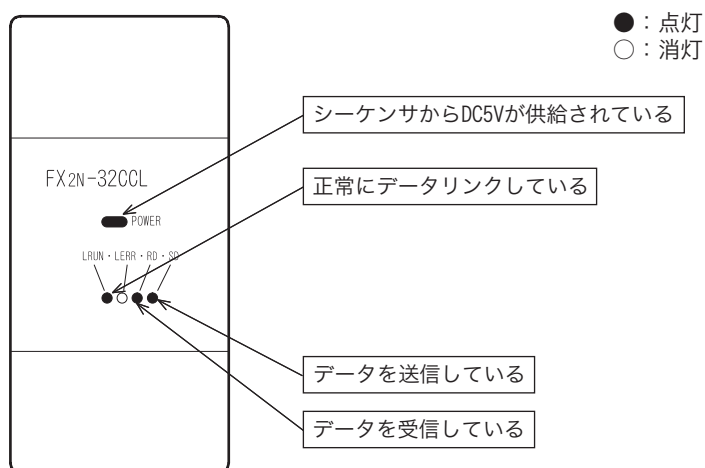 ●：点灯
○：消灯
シーケンサからDC5Vが供給されている
FX2N-32CCL
正常にデータリンクしている
POWER
LRUN・LERR・RD・SD
データを送信している
データを受信している